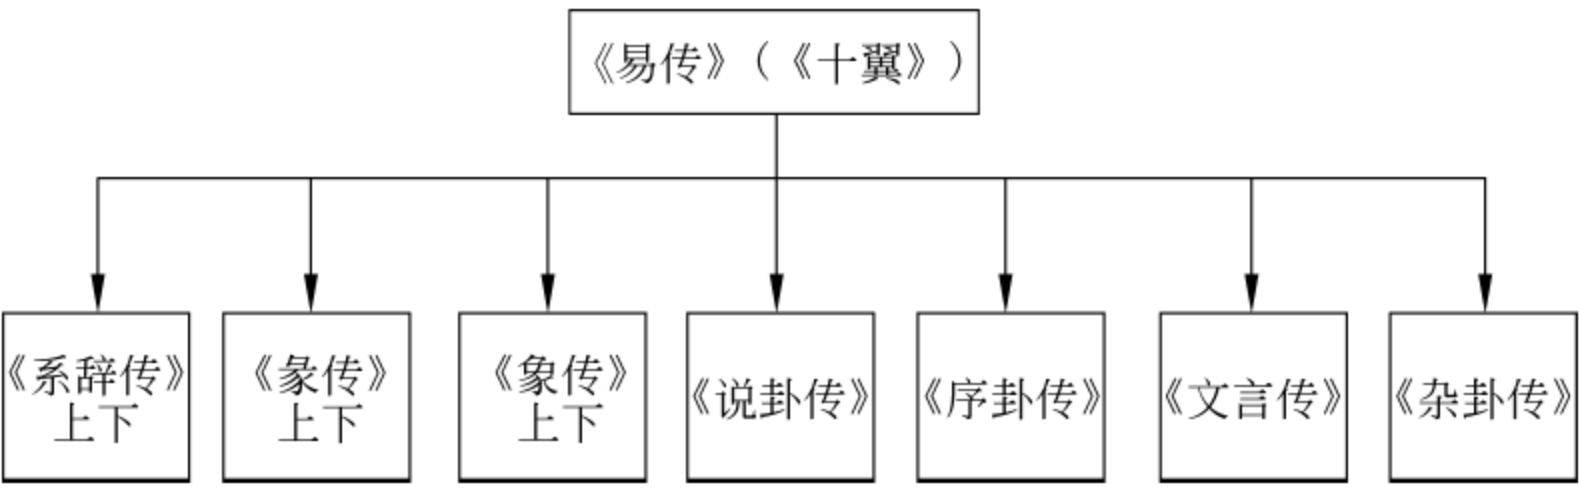 《易传》（《十翼》）
《系辞传》
上下
《彖传》
上下
《象传》
上下
《说卦传》
《序卦传》
《文言传》
《杂卦传》